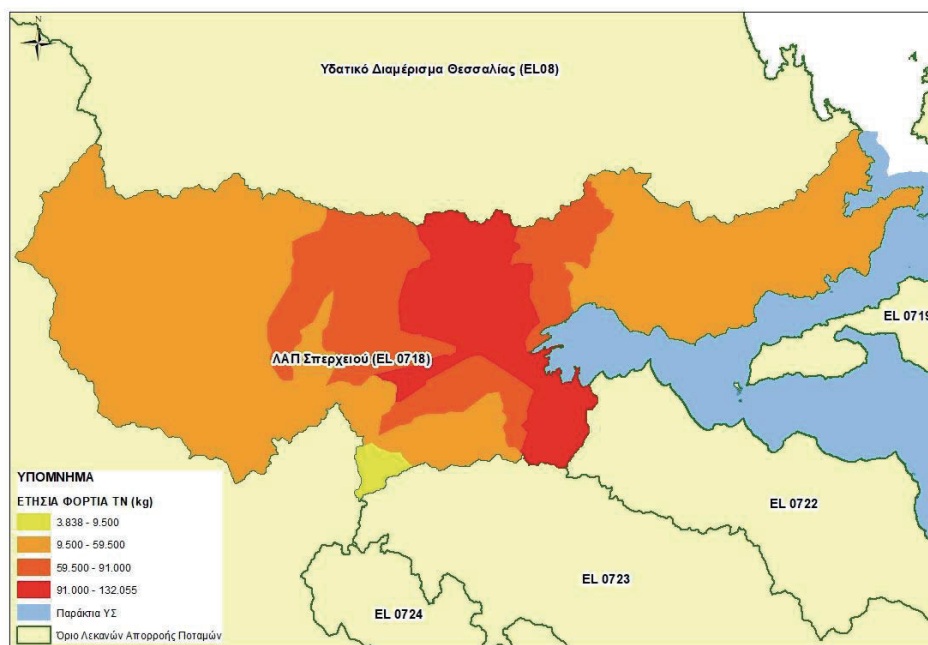 N
Υδατικό Διαμέρισμα Θεσσαλίας (EL08)
EL 0719
ΛΑΠ Σπερχειού (EL 0718)
EL 0722
EL 0723
EL 0724
ΥΠΟΜΝΗΜΑ
ΕΤΗΣΙΑ ΦΟΡΤΙΑ ΤΝ (kg)
3.838 - 9.500
9.500 - 59.500
59.500 - 91.000
91.000 - 132.055
Παράκτια ΥΣ
Όριο Λεκανών Απορροής Ποταμών